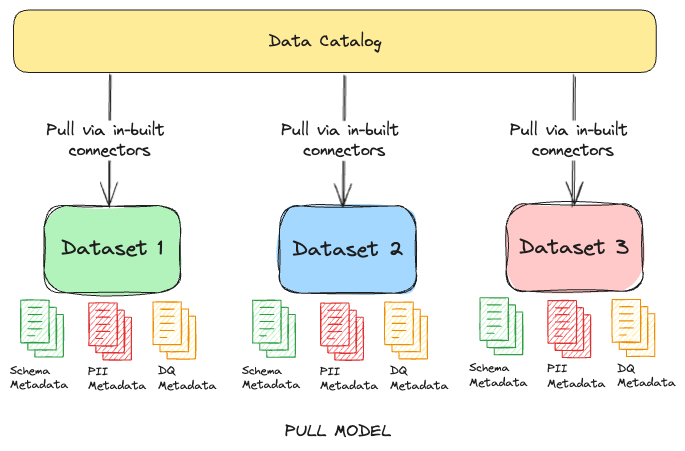 Data Catalog
Pull via in-built
connectors
Pull via in-built
connectors
Pull via in-built
connectors
Dataset 1
Dataset 2
Dataset 3
Schema
Metadata
PII
Metadata
DQ
Metadata
Schema
Metadata
PII
Metadata
DQ
Metadata
Schema
Metadata
PII
Metadata
DQ
Metadata
PULL MODEL